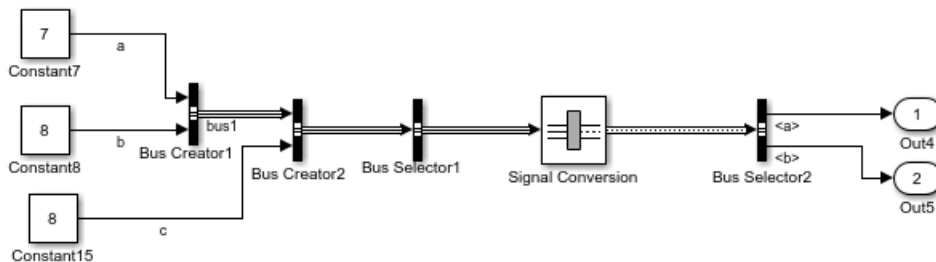 7
a
Constant7
8
b
Constant8
bus1
Bus Creator1
8
c
Constant15
Bus Creator2
Bus Selector1
Signal Conversion
<a>
<b>
Bus Selector2
1
Out4
2
Out5